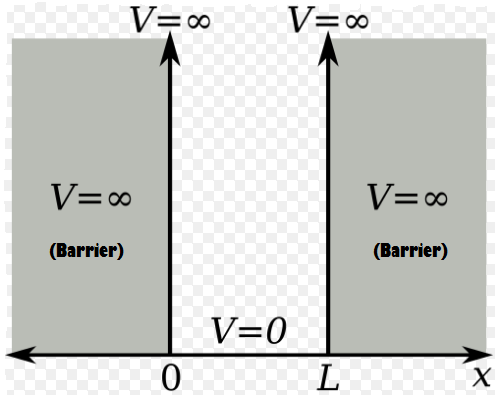 V=∞ V=∞
V=∞ V=∞
(Barrier) (Barrier)
V=0
0 L x